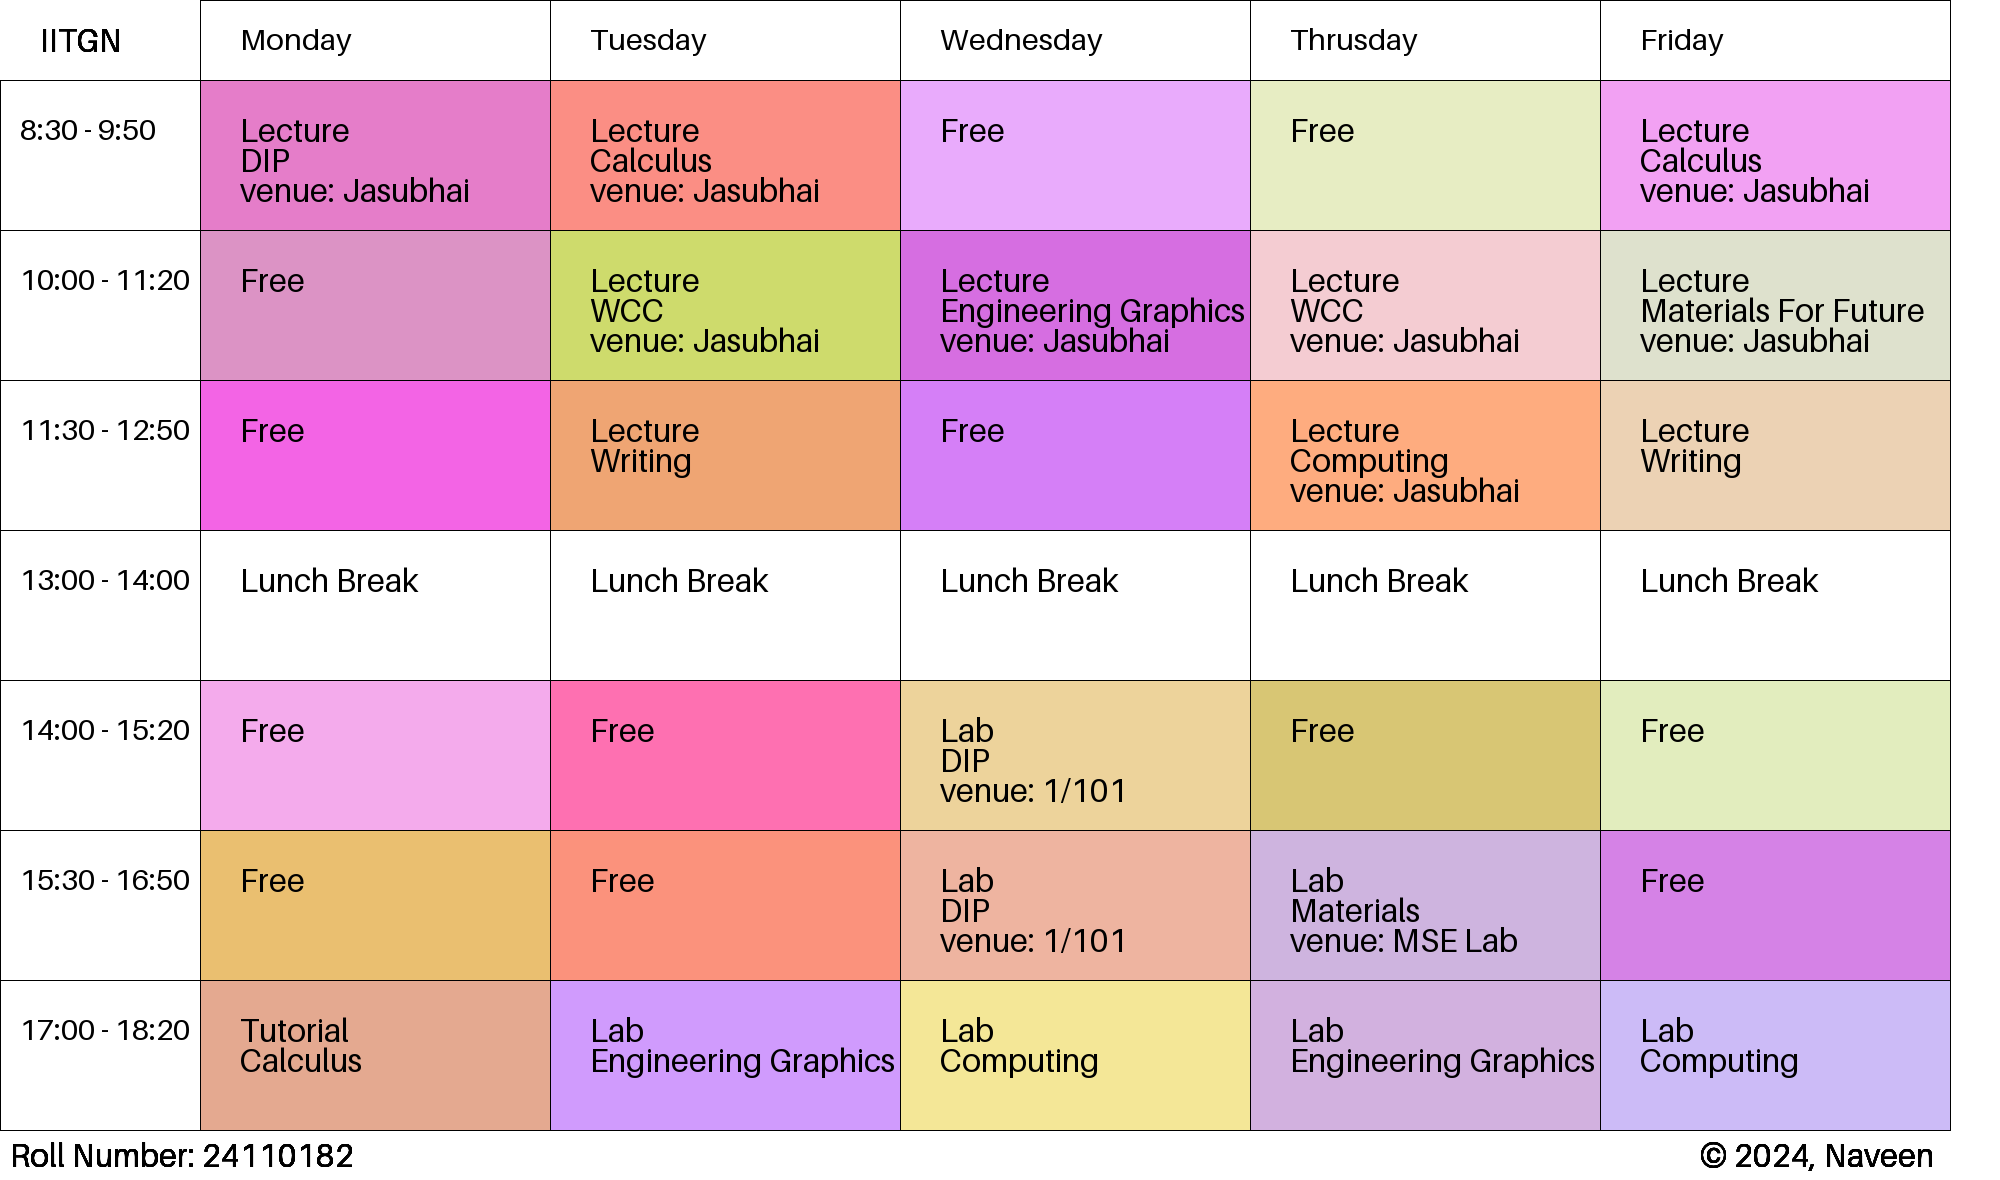 IITGN Monday Tuesday Wednesday Thrusday Friday
8:30 - 9:50
Lecture
DIP
venue: Jasubhai
Lecture
Calculus
venue: Jasubhai
Free
Free
Lecture
Calculus
venue: Jasubhai
10:00 - 11:20
Free
Lecture
WCC
venue: Jasubhai
Lecture
Engineering Graphics
venue: Jasubhai
Lecture
WCC
venue: Jasubhai
Lecture
Materials For Future
venue: Jasubhai
11:30 - 12:50
Free
Lecture
Writing
Free
Lecture
Computing
venue: Jasubhai
Lecture
Writing
13:00 - 14:00
Lunch Break
Lunch Break
Lunch Break
Lunch Break
Lunch Break
14:00 - 15:20
Free
Free
Lab
DIP
venue: 1/101
Free
Free
15:30 - 16:50
Free
Free
Lab
DIP
venue: 1/101
Lab
Materials
venue: MSE Lab
Free
17:00 - 18:20
Tutorial
Calculus
Lab
Engineering Graphics
Lab
Computing
Lab
Engineering Graphics
Lab
Computing
Roll Number: 24110182
© 2024, Naveen